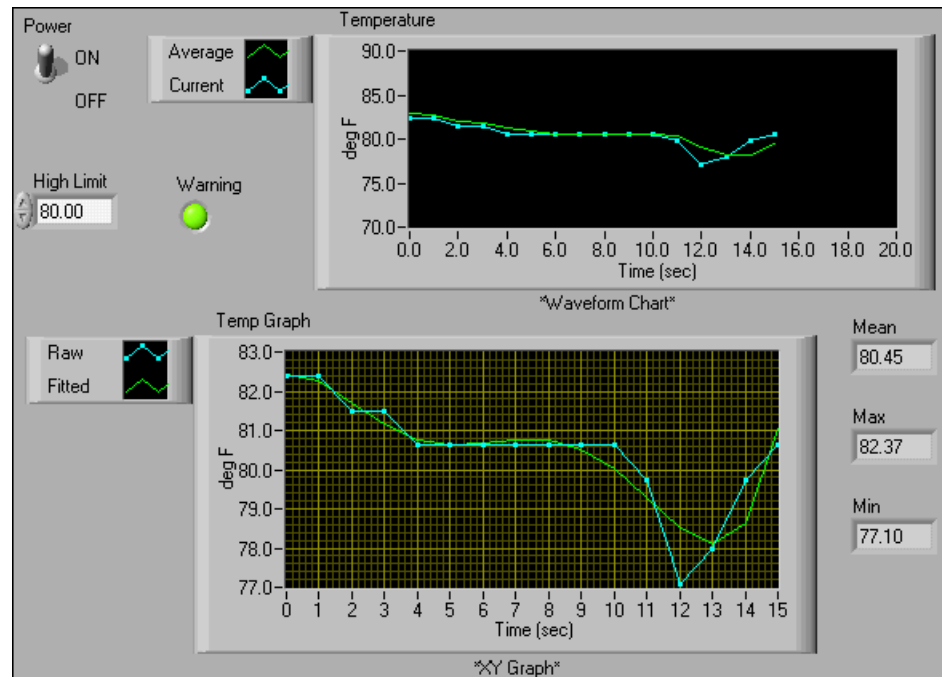 Power
ON
OFF
Average
Current
Temperature
90.0
85.0
80.0
75.0
70.0
deg F
0.0 2.0 4.0 6.0 8.0 10.0 12.0 14.0 16.0 18.0 20.0
Time (sec)
*Waveform Chart*
High Limit
80.00
Warning
Raw
Fitted
Temp Graph
83.0
82.0
81.0
80.0
79.0
78.0
77.0
deg F
0 1 2 3 4 5 6 7 8 9 10 11 12 13 14 15
Time (sec)
*XY Graph*
Mean
80.45
Max
82.37
Min
77.10